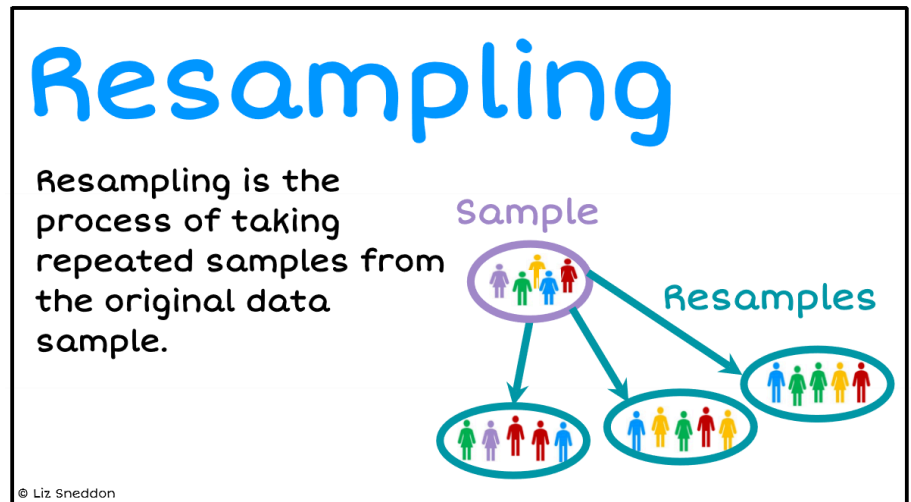 Resampling
Resampling is the
process of taking
repeated samples from
the original data
sample.
Sample
Resamples
© Liz Sneddon